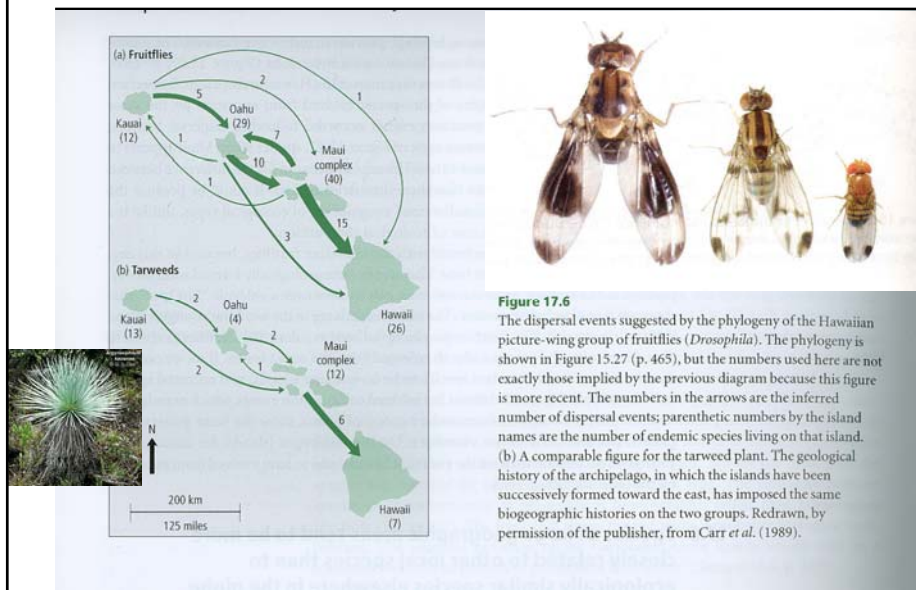 (a) Fruitflies
1
2
5
Oahu
(29)
Kauai
(12)
7
Maui
complex
(40)
1
10
1
15
3
Hawaii
(26)
(b) Tarweeds
2
Oahu
(4)
Kauai
(13)
2
Maui
complex
(12)
1
2
6
N
200 km
125 miles
Hawaii
(7)
Figure 17.6
The dispersal events suggested by the phylogeny of the Hawaiian
picture-wing group of fruitflies (Drosophila). The phylogeny is
shown in Figure 15.27 (p. 465), but the numbers used here are not
exactly those implied by the previous diagram because this figure
is more recent. The numbers in the arrows are the inferred
number of dispersal events; parenthetic numbers by the island
names are the number of endemic species living on that island.
(b) A comparable figure for the tarweed plant. The geological
history of the archipelago, in which the islands have been
successively formed toward the east, has imposed the same
biogeographic histories on the two groups. Redrawn, by
permission of the publisher, from Carr et al. (1989).
closely related to other local species than to